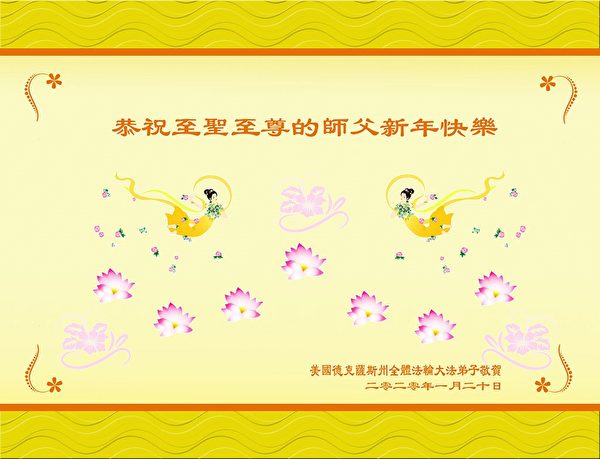 恭祝至聖至尊的師父新年快樂
美國德克薩斯州全體法輪大法弟子敬賀
二零二零年一月二十日